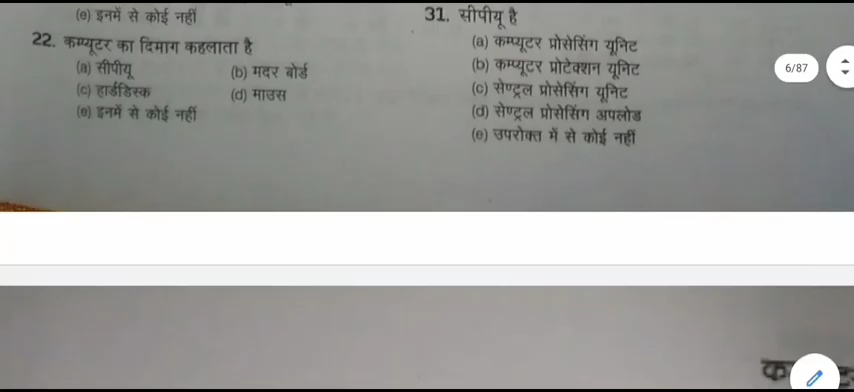 (e) इनमें से कोई नहीं
22. कम्प्यूटर का दिमाग कहलाता है
(a) सीपीयू (b) मदर बोर्ड
(c) हार्डडिस्क (d) माउस
(e) इनमें से कोई नहीं
31. सीपीयू है
(a) कम्प्यूटर प्रोसेसिंग यूनिट
(b) कम्प्यूटर प्रोटेक्शन यूनिट
(c) सेण्ट्रल प्रोसेसिंग यूनिट
(d) सेण्ट्रल प्रोसेसिंग अपलोड
(e) उपरोक्त में से कोई नहीं
6/87